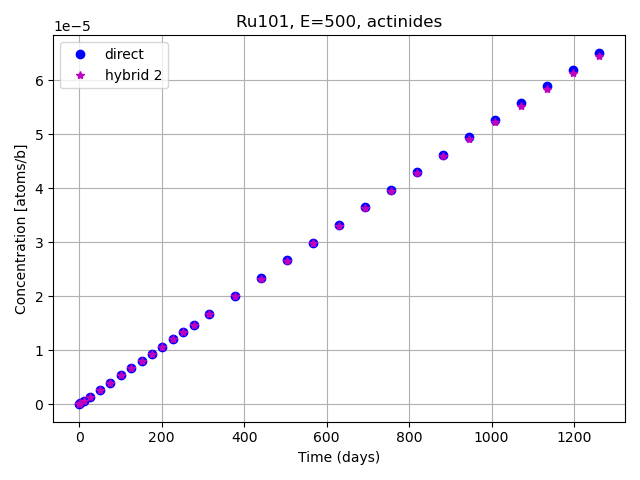 Ru101, E=500, actinides
1e−5
direct
hybrid 2
6
5
4
3
2
1
0
Concentration [atoms/b]
0 200 400 600 800 1000 1200
Time (days)